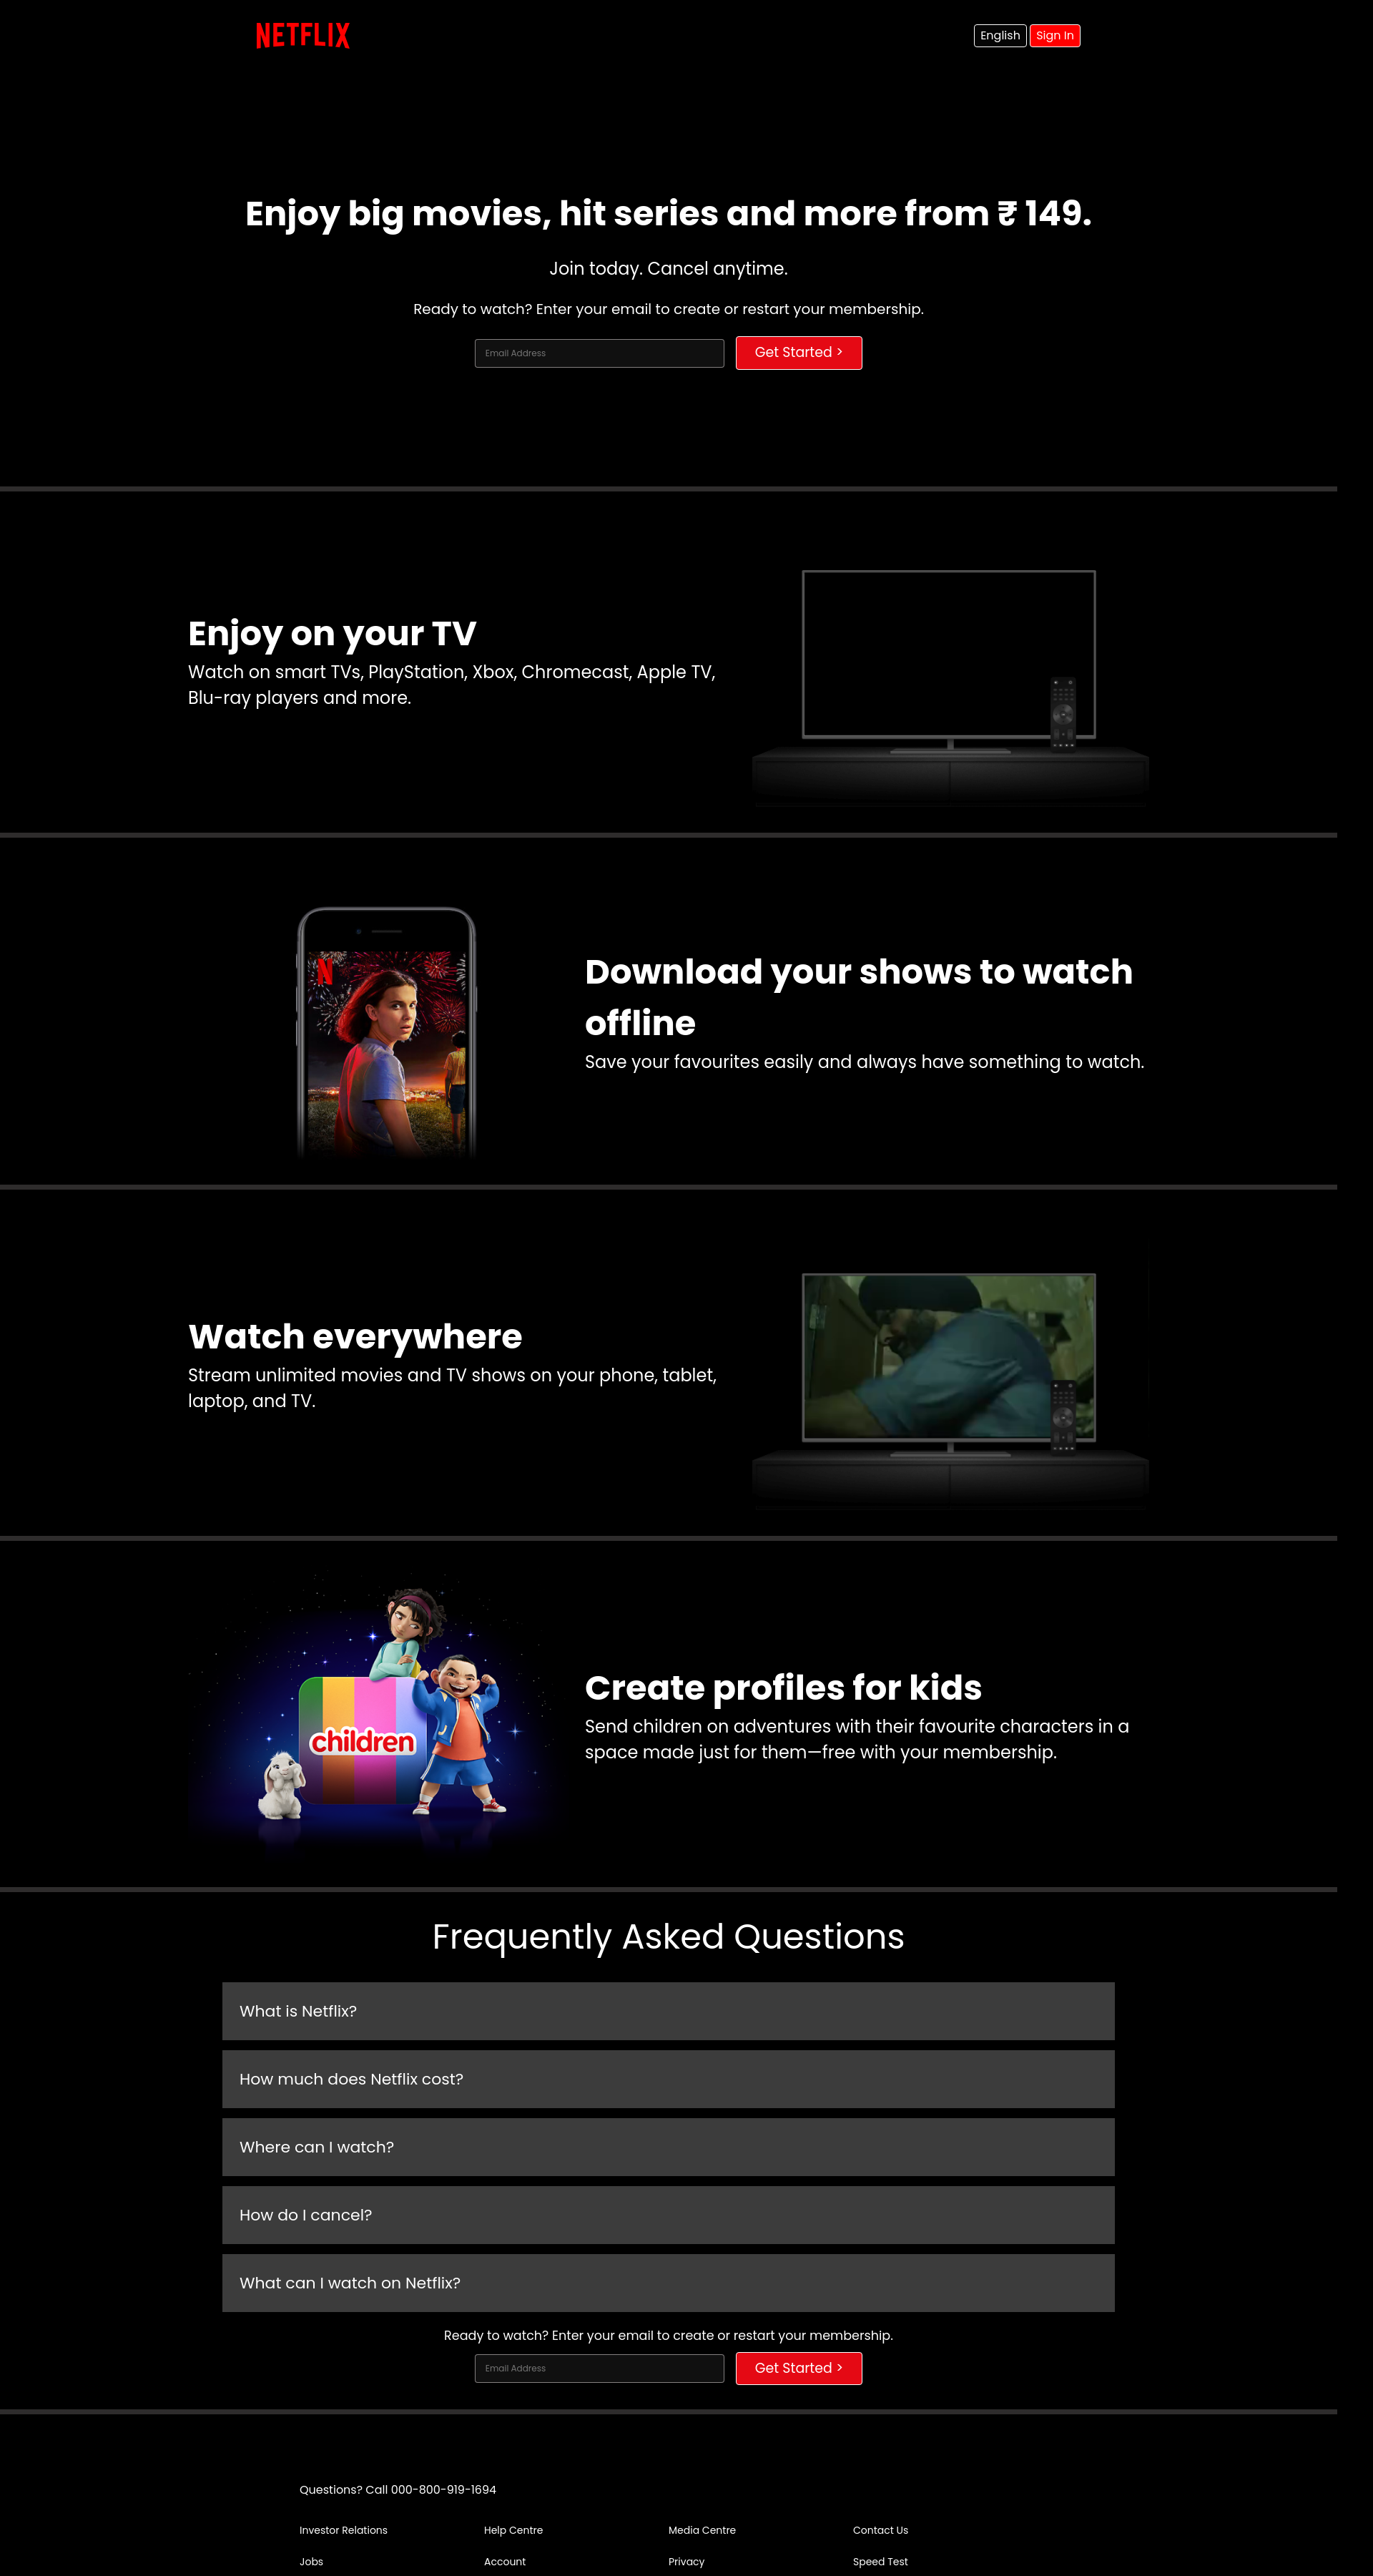 NETFLIX
English Sign In
Enjoy big movies, hit series and more from ₹ 149.
Join today. Cancel anytime.
Ready to watch? Enter your email to create or restart your membership.
Email Address Get Started >
Enjoy on your TV
Watch on smart TVs, PlayStation, Xbox, Chromecast, Apple TV,
Blu-ray players and more.
N
Download your shows to watch
offline
Save your favourites easily and always have something to watch.
Watch everywhere
Stream unlimited movies and TV shows on your phone, tablet,
laptop, and TV.
children
Create profiles for kids
Send children on adventures with their favourite characters in a
space made just for them—free with your membership.
Frequently Asked Questions
What is Netflix?
How much does Netflix cost?
Where can I watch?
How do I cancel?
What can I watch on Netflix?
Ready to watch? Enter your email to create or restart your membership.
Email Address Get Started >
Questions? Call 000-800-919-1694
Investor Relations Help Centre Media Centre Contact Us
Jobs Account Privacy Speed Test